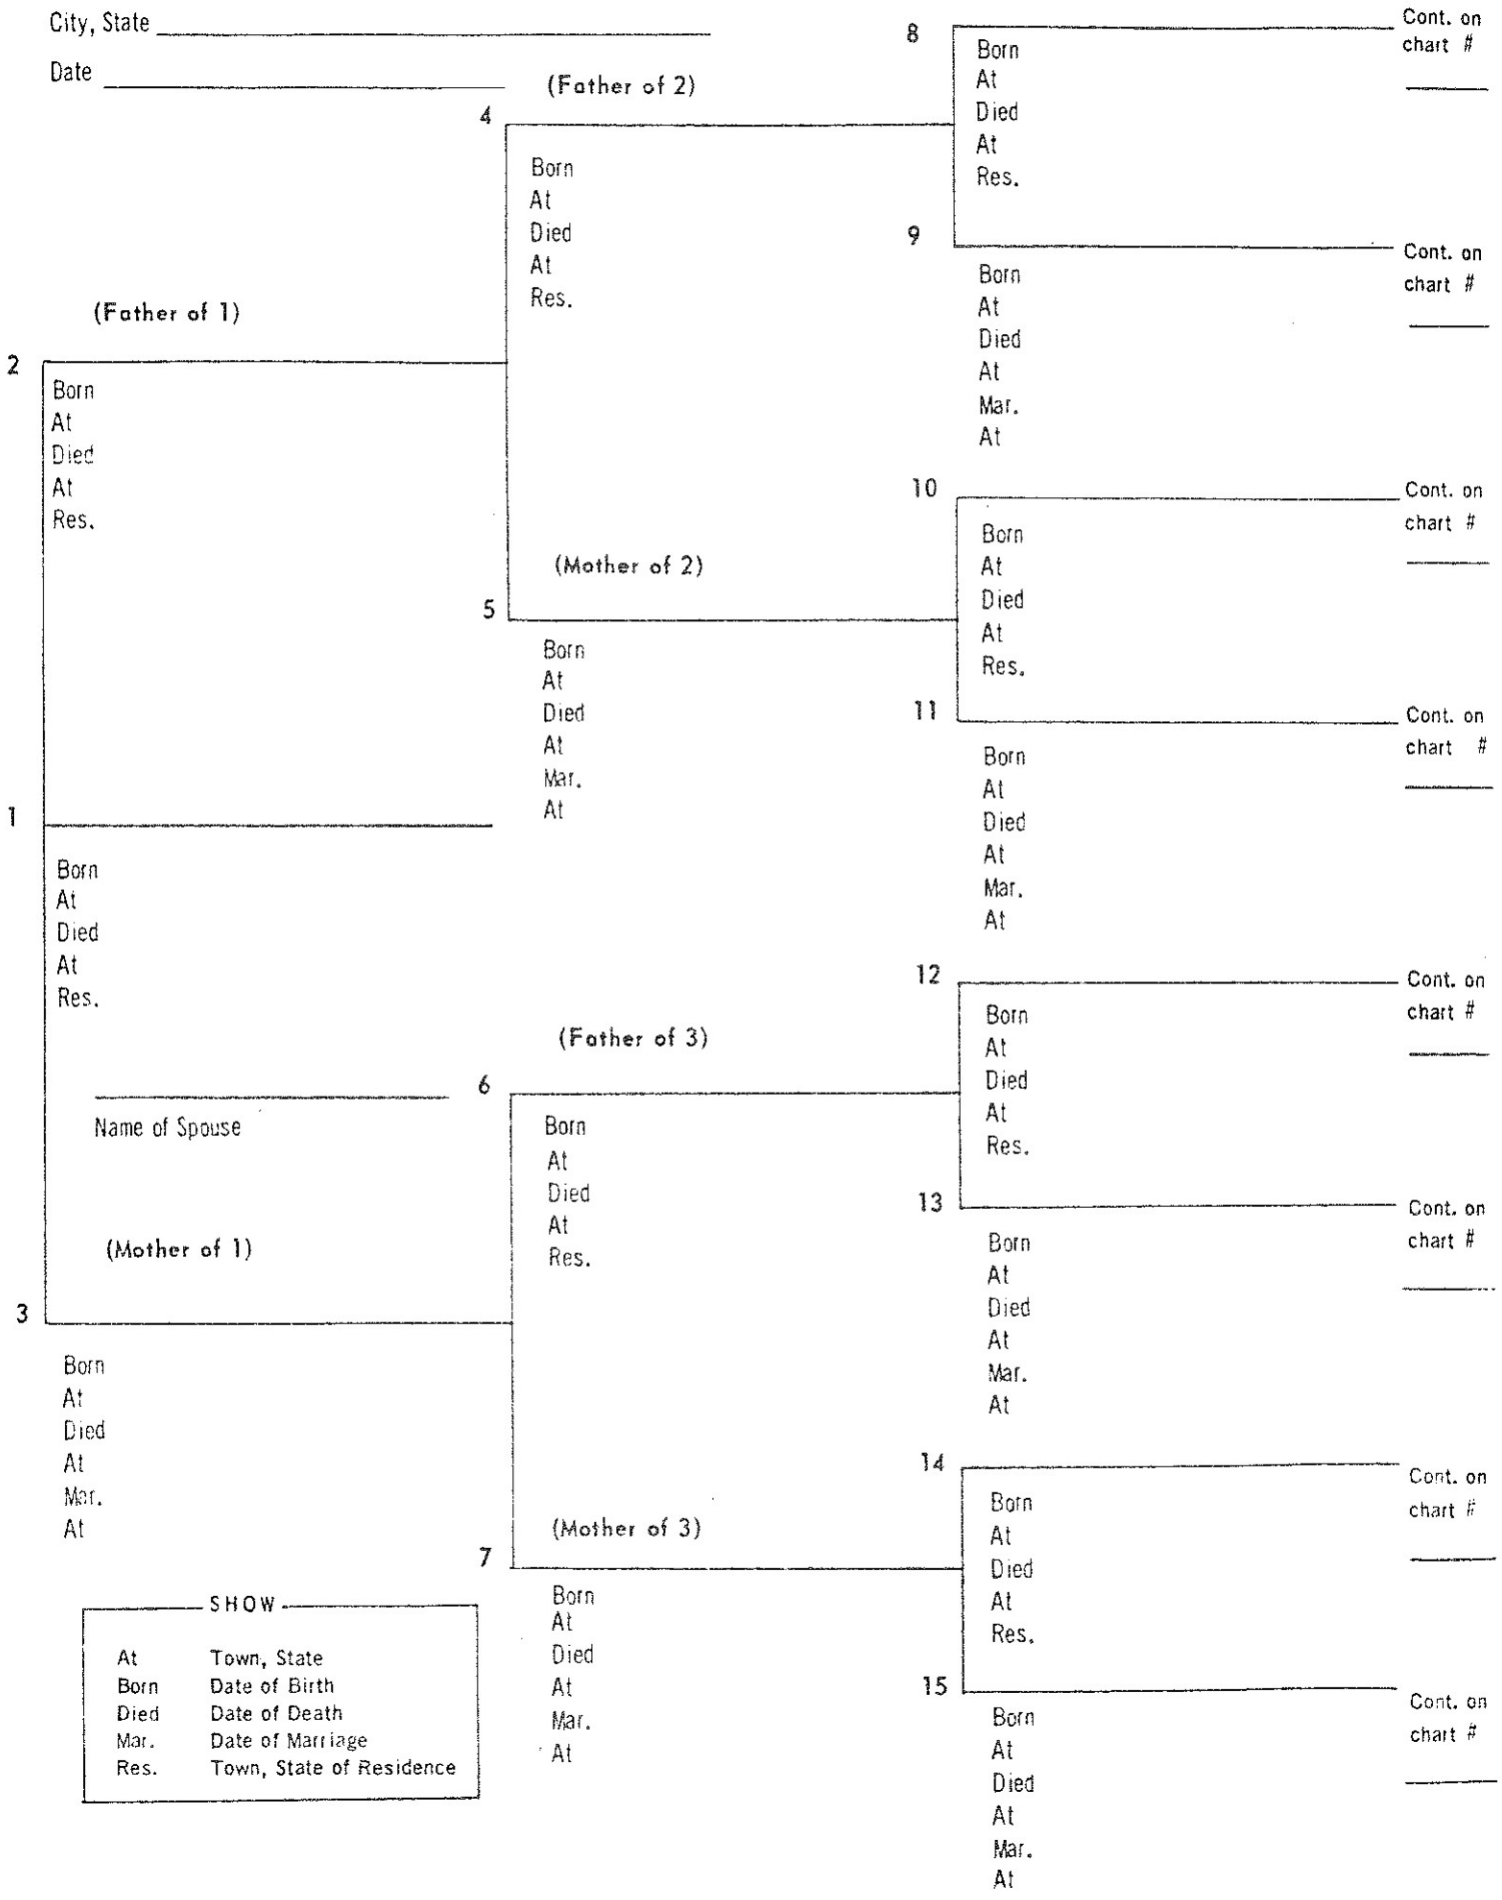 City, State
Date
(Father of 1)
2
Born
At
Died
At
Res.
1
Born
At
Died
At
Res.
Name of Spouse
(Mother of 1)
3
Born
At
Died
At
Mar.
At
SHOW
At Town, State
Born Date of Birth
Died Date of Death
Mar. Date of Marriage
Res. Town, State of Residence
(Father of 2)
4
Born
At
Died
At
Res.
(Mother of 2)
5
Born
At
Died
At
Mar.
At
(Father of 3)
6
Born
At
Died
At
Res.
(Mother of 3)
7
Born
At
Died
At
Mar.
At
8
Born
At
Died
At
Res.
Cont. on
chart #
9
Born
At
Died
At
Mar.
At
Cont. on
chart #
10
Born
At
Died
At
Res.
Cont. on
chart #
11
Born
At
Died
At
Mar.
At
Cont. on
chart #
12
Born
At
Died
At
Res.
Cont. on
chart #
13
Born
At
Died
At
Mar.
At
Cont. on
chart #
14
Born
At
Died
At
Res.
Cont. on
chart #
15
Born
At
Died
At
Mar.
At
Cont. on
chart #